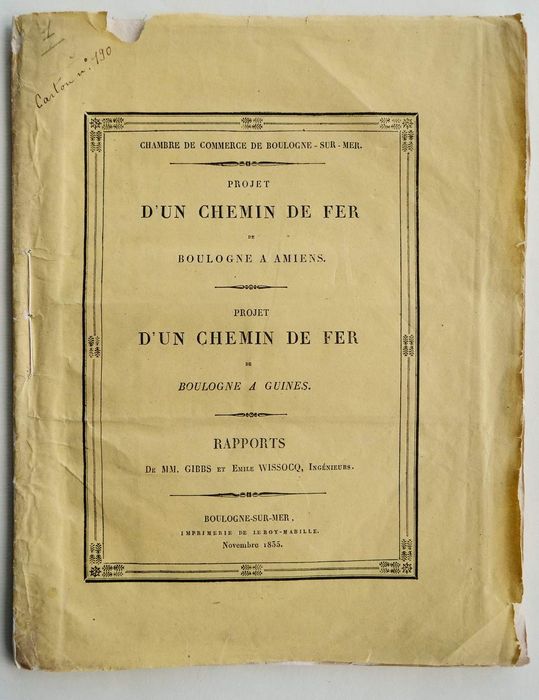 Carton n°. 190
CHAMBRE DE COMMERCE DE BOULOGNE-SUR-MER.
PROJET
D'UN CHEMIN DE FER
DE
BOULOGNE A AMIENS.
PROJET
D'UN CHEMIN DE FER
DE
BOULOGNE A GUINES.
RAPPORTS
DE MM. GIBBS ET EMILE WISSOCQ, INGÉNIEURS.
BOULOGNE-SUR-MER,
IMPRIMERIE DE LEROY-MABILLE.
Novembre 1835.